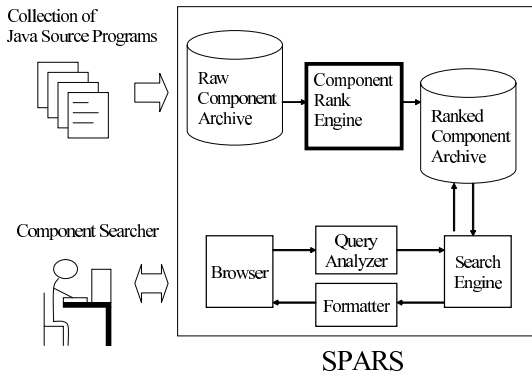 Collection of
Java Source Programs
Raw
Component
Archive
Component
Rank
Engine
Ranked
Component
Archive
Component Searcher
Browser
Query
Analyzer
Formatter
Search
Engine
SPARS